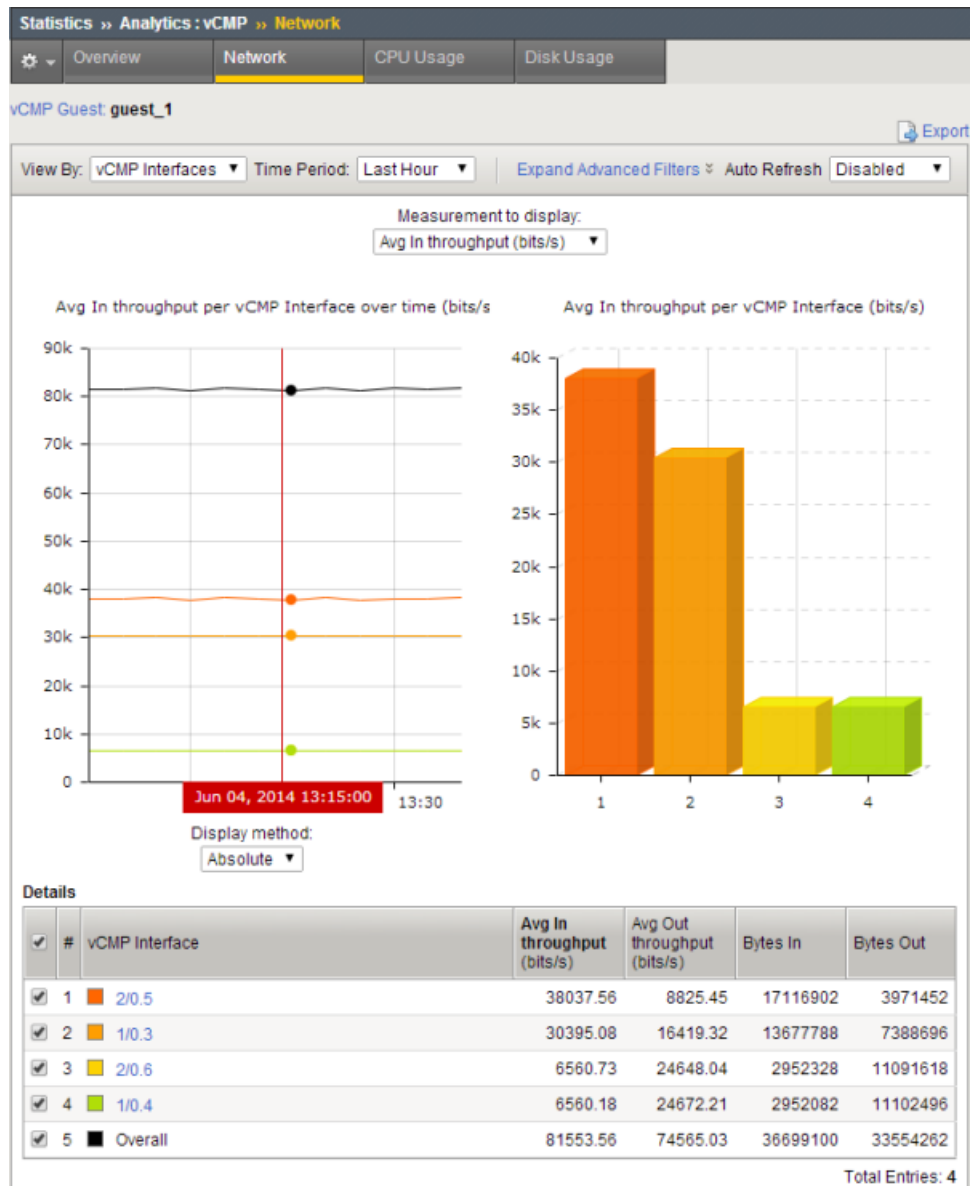 Statistics » Analytics : vCMP » Network
Overview Network CPU Usage Disk Usage
vCMP Guest: guest_1
Export
View By: vCMP Interfaces Time Period: Last Hour Expand Advanced Filters Auto Refresh Disabled
Measurement to display:
Avg In throughput (bits/s)
Avg In throughput per vCMP Interface over time (bits/s
90k
80k
70k
60k
50k
40k
30k
20k
10k
0
Jun 04, 2014 13:15:00
13:30
Display method:
Absolute
Avg In throughput per vCMP Interface (bits/s)
40k
35k
30k
25k
20k
15k
10k
5k
0
1 2 3 4
Details
# vCMP Interface Avg In throughput (bits/s) Avg Out throughput (bits/s) Bytes In Bytes Out
1 2/0.5 38037.56 8825.45 17116902 3971452
2 1/0.3 30395.08 16419.32 13677788 7388696
3 2/0.6 6560.73 24648.04 2952328 11091618
4 1/0.4 6560.18 24672.21 2952082 11102496
5 Overall 81553.56 74565.03 36699100 33554262
Total Entries: 4